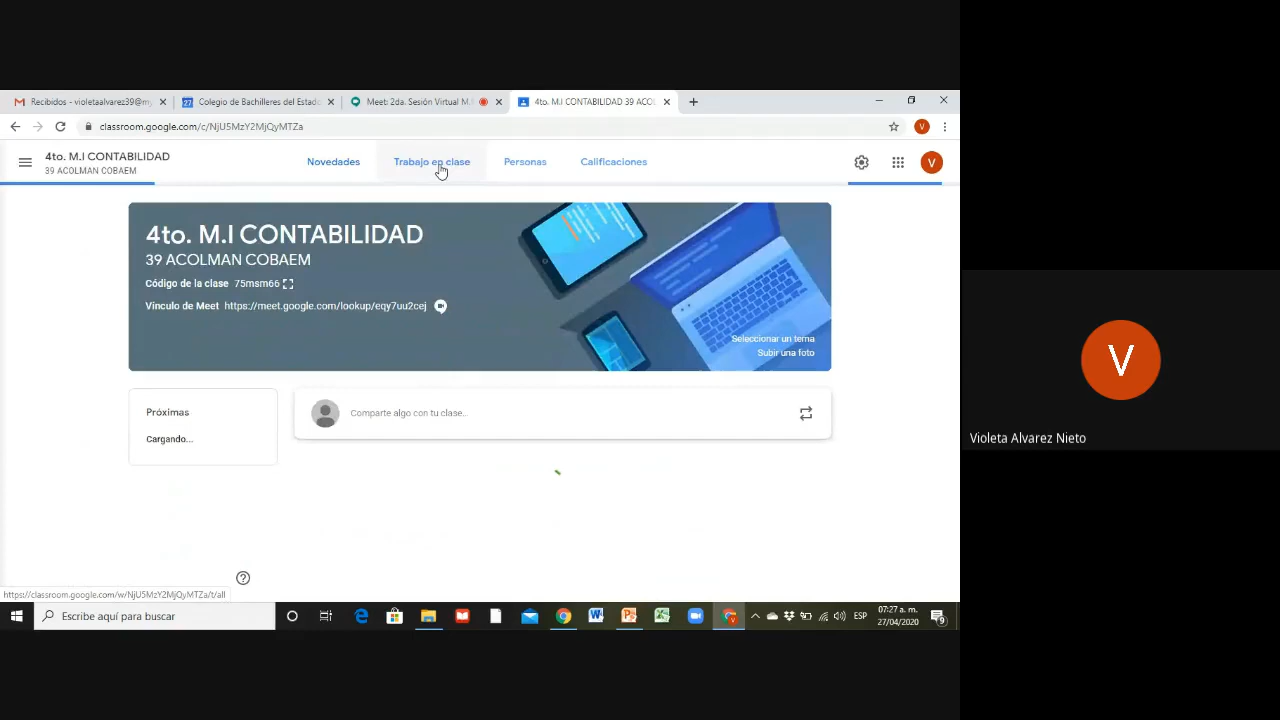 Recibidos - violetaalvarez39@my
Colegio de Bachilleres del Estado
Meet: 2da. Sesión Virtual M.
4to. M.I CONTABILIDAD 39 ACOL
classroom.google.com/c/NjU5MzY2MjQyMTZa
V
4to. M.I CONTABILIDAD
39 ACOLMAN COBAEM
Novedades
Trabajo en clase
Personas
Calificaciones
V
4to. M.I CONTABILIDAD
39 ACOLMAN COBAEM
Código de la clase 75msm66
Vínculo de Meet https://meet.google.com/lookup/eqy7uu2cej
Seleccionar un tema
Subir una foto
Próximas
Cargando...
Comparte algo con tu clase...
V
Violeta Alvarez Nieto
https://classroom.google.com/w/NjU5MzY2MjQyMTZa/t/all
Escribe aquí para buscar
ESP
07:27 a. m.
27/04/2020
9